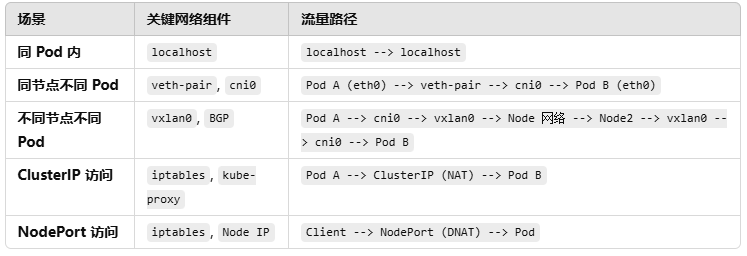 场景 关键网络组件 流量路径
同 Pod 内 localhost localhost --> localhost
同节点不同 Pod veth-pair, cni0 Pod A (eth0) --> veth-pair --> cni0 --> Pod B (eth0)
不同节点不同 vxlan0, BGP Pod A --> cni0 --> vxlan0 --> Node 网络 --> Node2 --> vxlan0 --
Pod > cni0 --> Pod B
ClusterIP 访问 iptables, kube- Pod A --> ClusterIP (NAT) --> Pod B
proxy
NodePort 访问 iptables, Node IP Client --> NodePort (DNAT) --> Pod